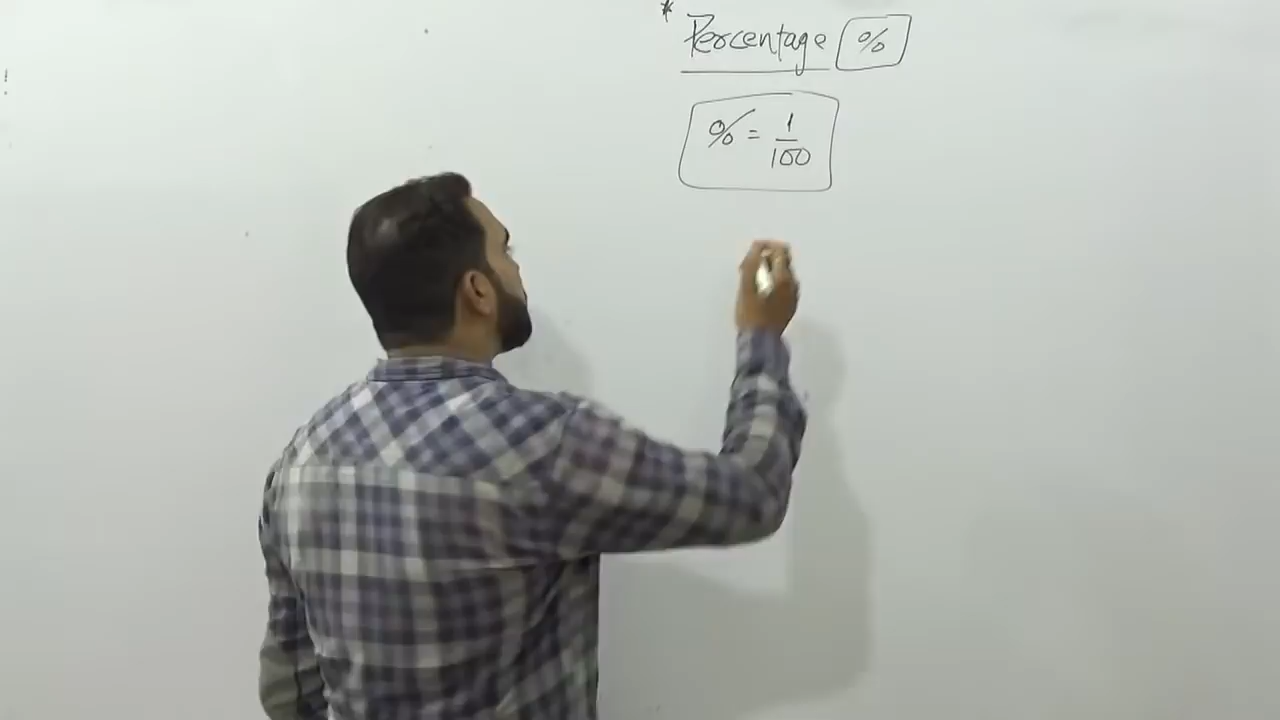 * Percentage %
% = 1/100